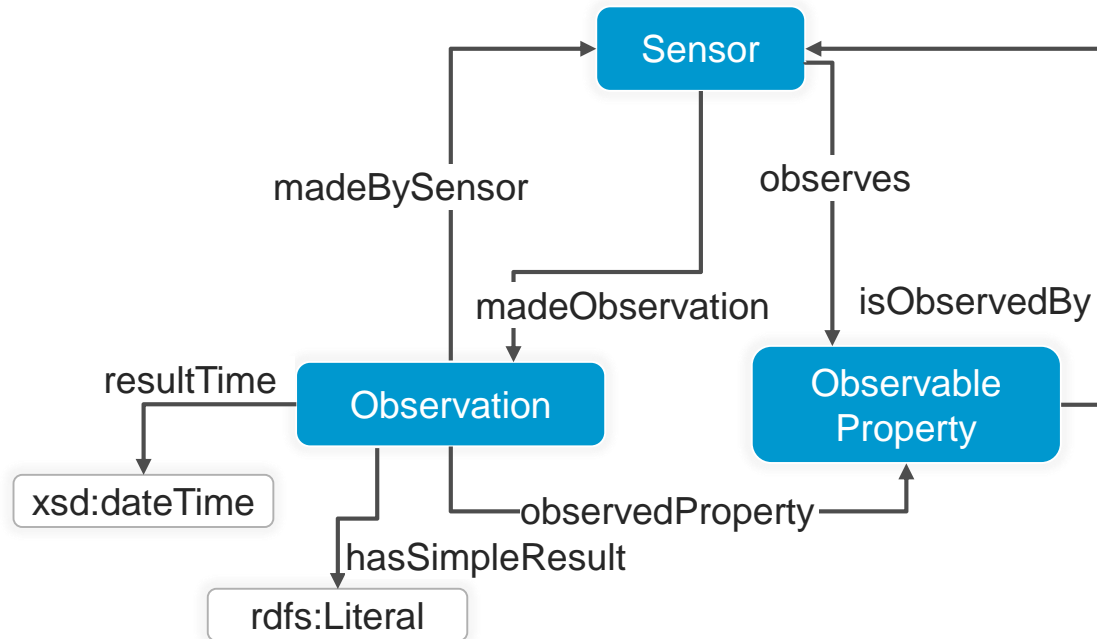 Sensor
madeBySensor
observes
madeObservation
isObservedBy
resultTime
Observation
Observable
Property
xsd:dateTime
observedProperty
hasSimpleResult
rdfs:Literal